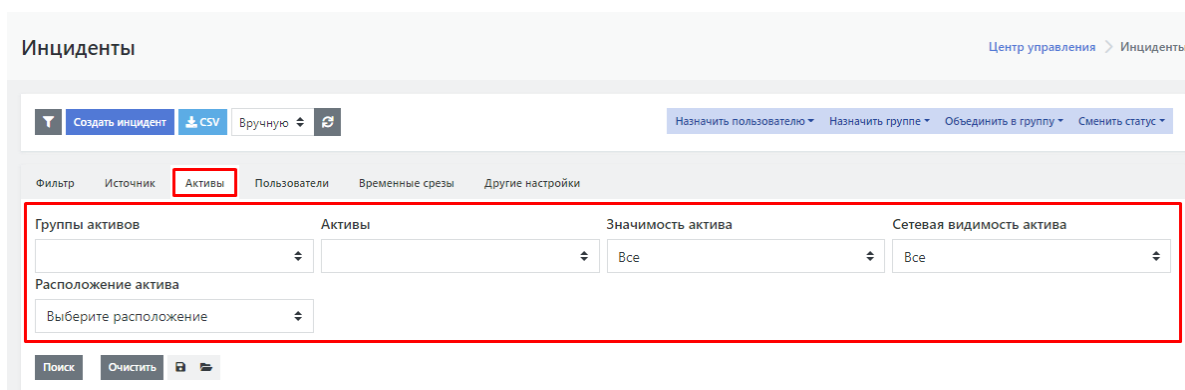 Инциденты
Центр управления > Инциденты
Создать инцидент CSV Вручную Назначить пользователю Назначить группе Объединить в группу Сменить статус
Фильтр Источник Активы Пользователи Временные срезы Другие настройки
Группы активов Активы Значимость актива Сетевая видимость актива
Все Все
Расположение актива
Выберите расположение
Поиск Очистить